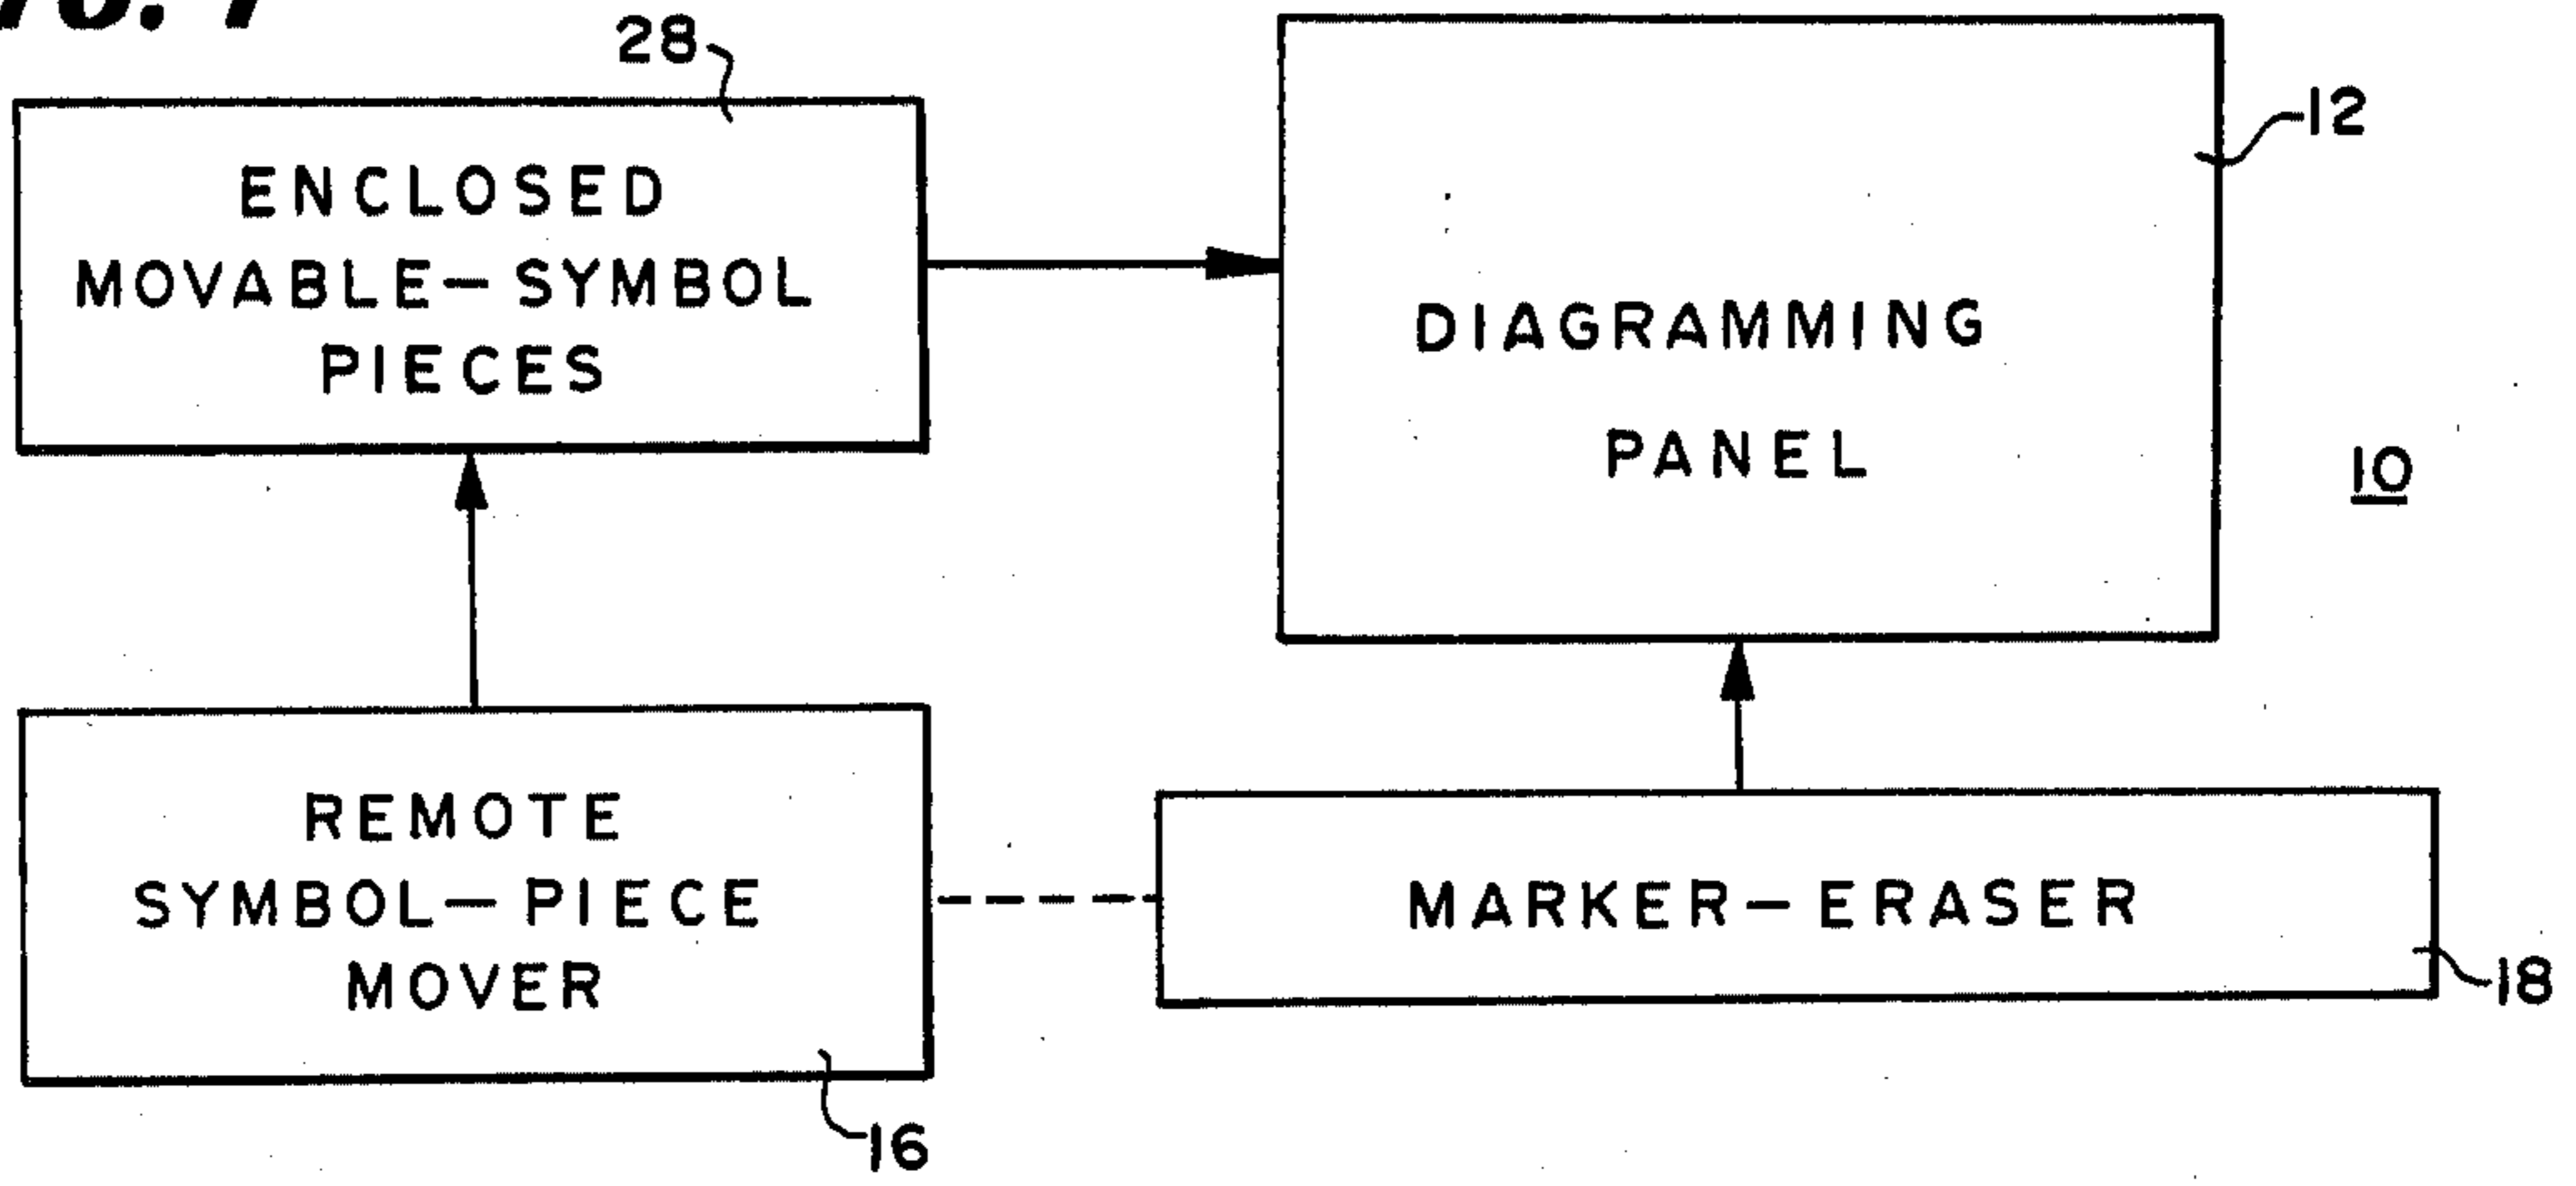 28
12
ENCLOSED
MOVABLE-SYMBOL
PIECES
DIAGRAMMING
PANEL
10
REMOTE
SYMBOL-PIECE
MOVER
MARKER-ERASER
18
16